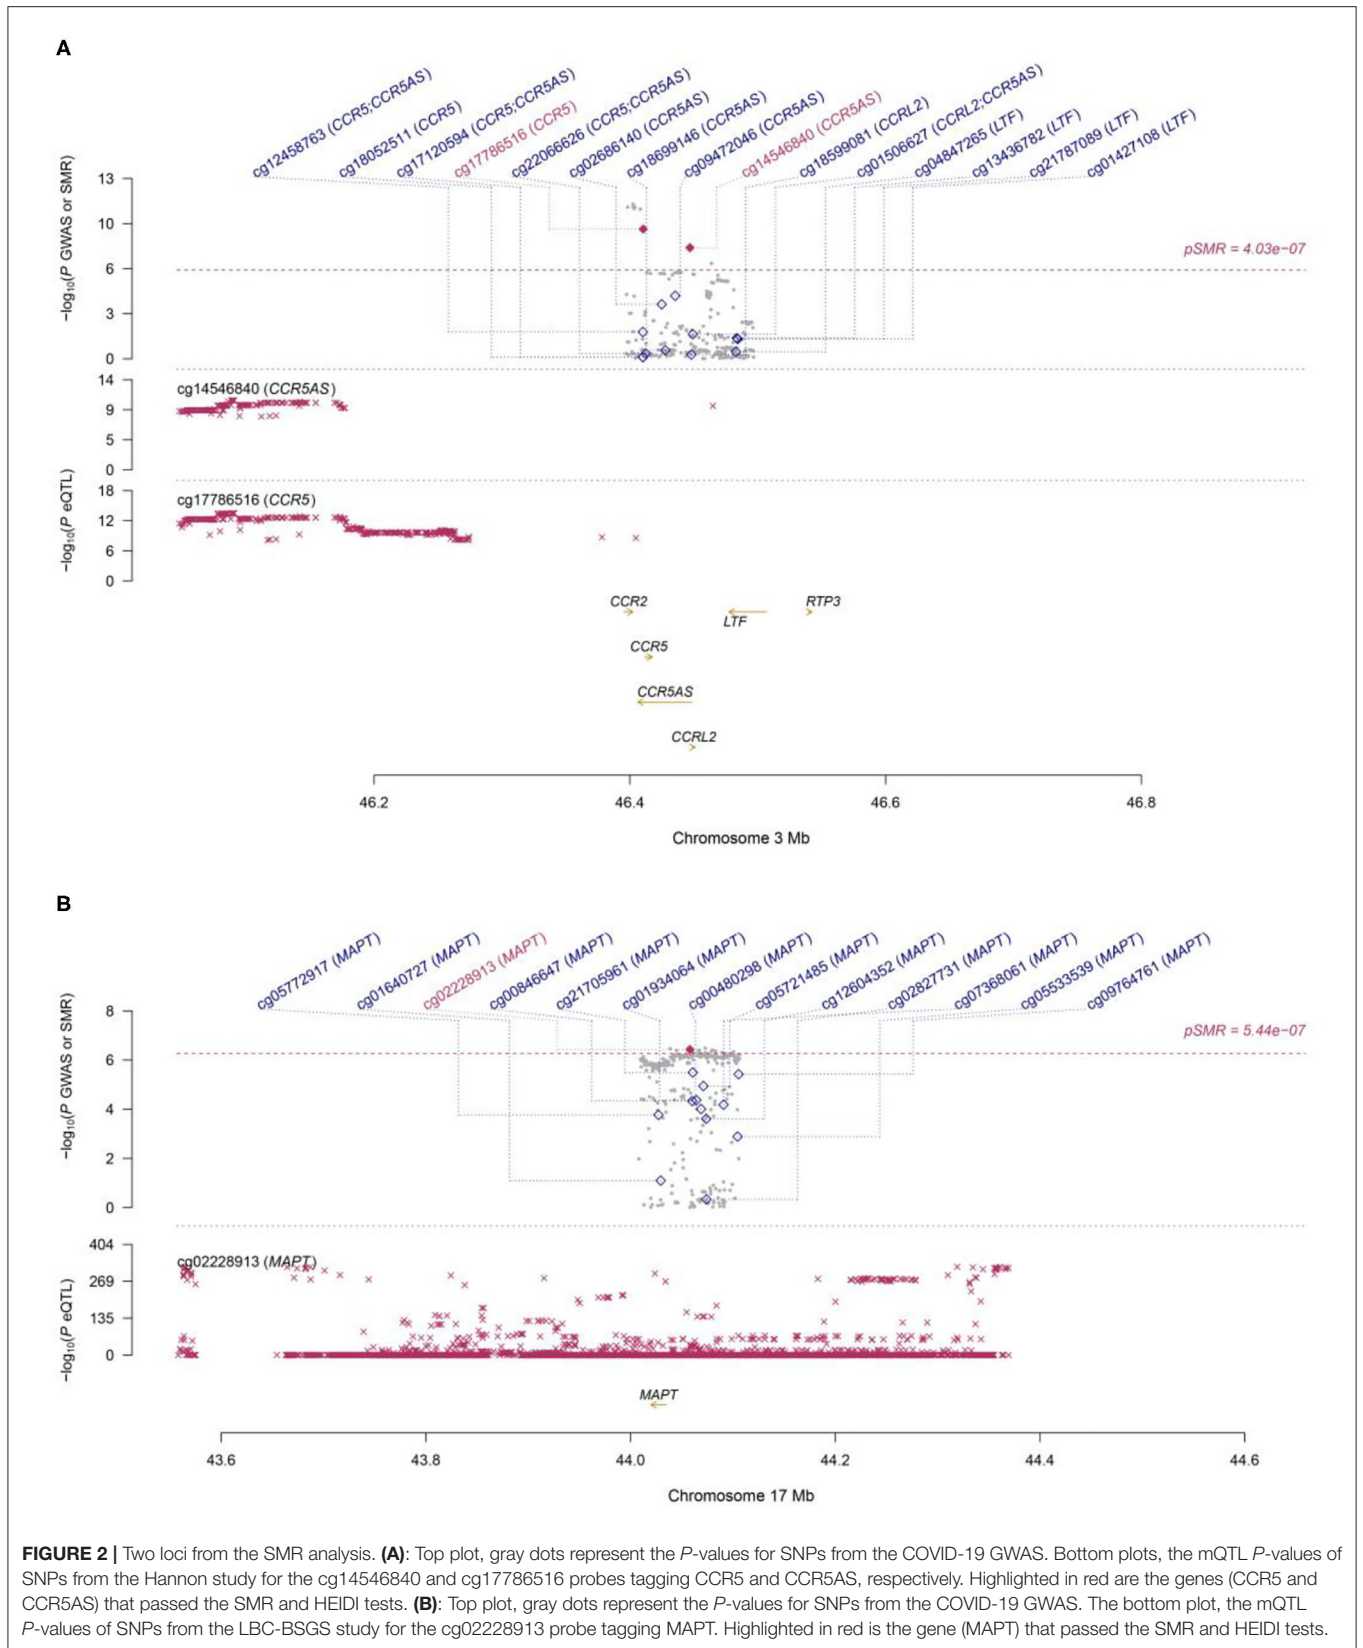 A
cg12458763 (CCR5;CCR5AS)
cg18052511 (CCR5)
cg17120594 (CCR5;CCR5AS)
cg17786516 (CCR5)
cg22066626 (CCR5;CCR5AS)
cg02686140 (CCR5AS)
cg18699146 (CCR5AS)
cg09472046 (CCR5AS)
cg14546840 (CCR5AS)
cg18599081 (CCRL2)
cg01506627 (CCRL2;CCR5AS)
cg04847265 (LTF)
cg13436782 (LTF)
cg21787089 (LTF)
cg01427108 (LTF)
−log10(P GWAS or SMR)
13
10
6
3
0
pSMR = 4.03e−07
cg14546840 (CCR5AS)
14
9
5
0
−log10(P eQTL)
cg17786516 (CCR5)
18
12
6
0
CCR2
LTF
RTP3
CCR5
CCR5AS
CCRL2
46.2 46.4 46.6 46.8
Chromosome 3 Mb
B
cg05772917 (MAPT)
cg01640727 (MAPT)
cg02228913 (MAPT)
cg00846647 (MAPT)
cg21705961 (MAPT)
cg01934064 (MAPT)
cg00480298 (MAPT)
cg05721485 (MAPT)
cg12604352 (MAPT)
cg02827731 (MAPT)
cg07368061 (MAPT)
cg05533539 (MAPT)
cg09764761 (MAPT)
−log10(P GWAS or SMR)
8
6
4
2
0
pSMR = 5.44e−07
cg02228913 (MAPT)
−log10(P eQTL)
404
269
135
0
MAPT
43.6 43.8 44.0 44.2 44.4 44.6
Chromosome 17 Mb
FIGURE 2 | Two loci from the SMR analysis. (A): Top plot, gray dots represent the P-values for SNPs from the COVID-19 GWAS. Bottom plots, the mQTL P-values of
SNPs from the Hannon study for the cg14546840 and cg17786516 probes tagging CCR5 and CCR5AS, respectively. Highlighted in red are the genes (CCR5 and
CCR5AS) that passed the SMR and HEIDI tests. (B): Top plot, gray dots represent the P-values for SNPs from the COVID-19 GWAS. The bottom plot, the mQTL
P-values of SNPs from the LBC-BSGS study for the cg02228913 probe tagging MAPT. Highlighted in red is the gene (MAPT) that passed the SMR and HEIDI tests.